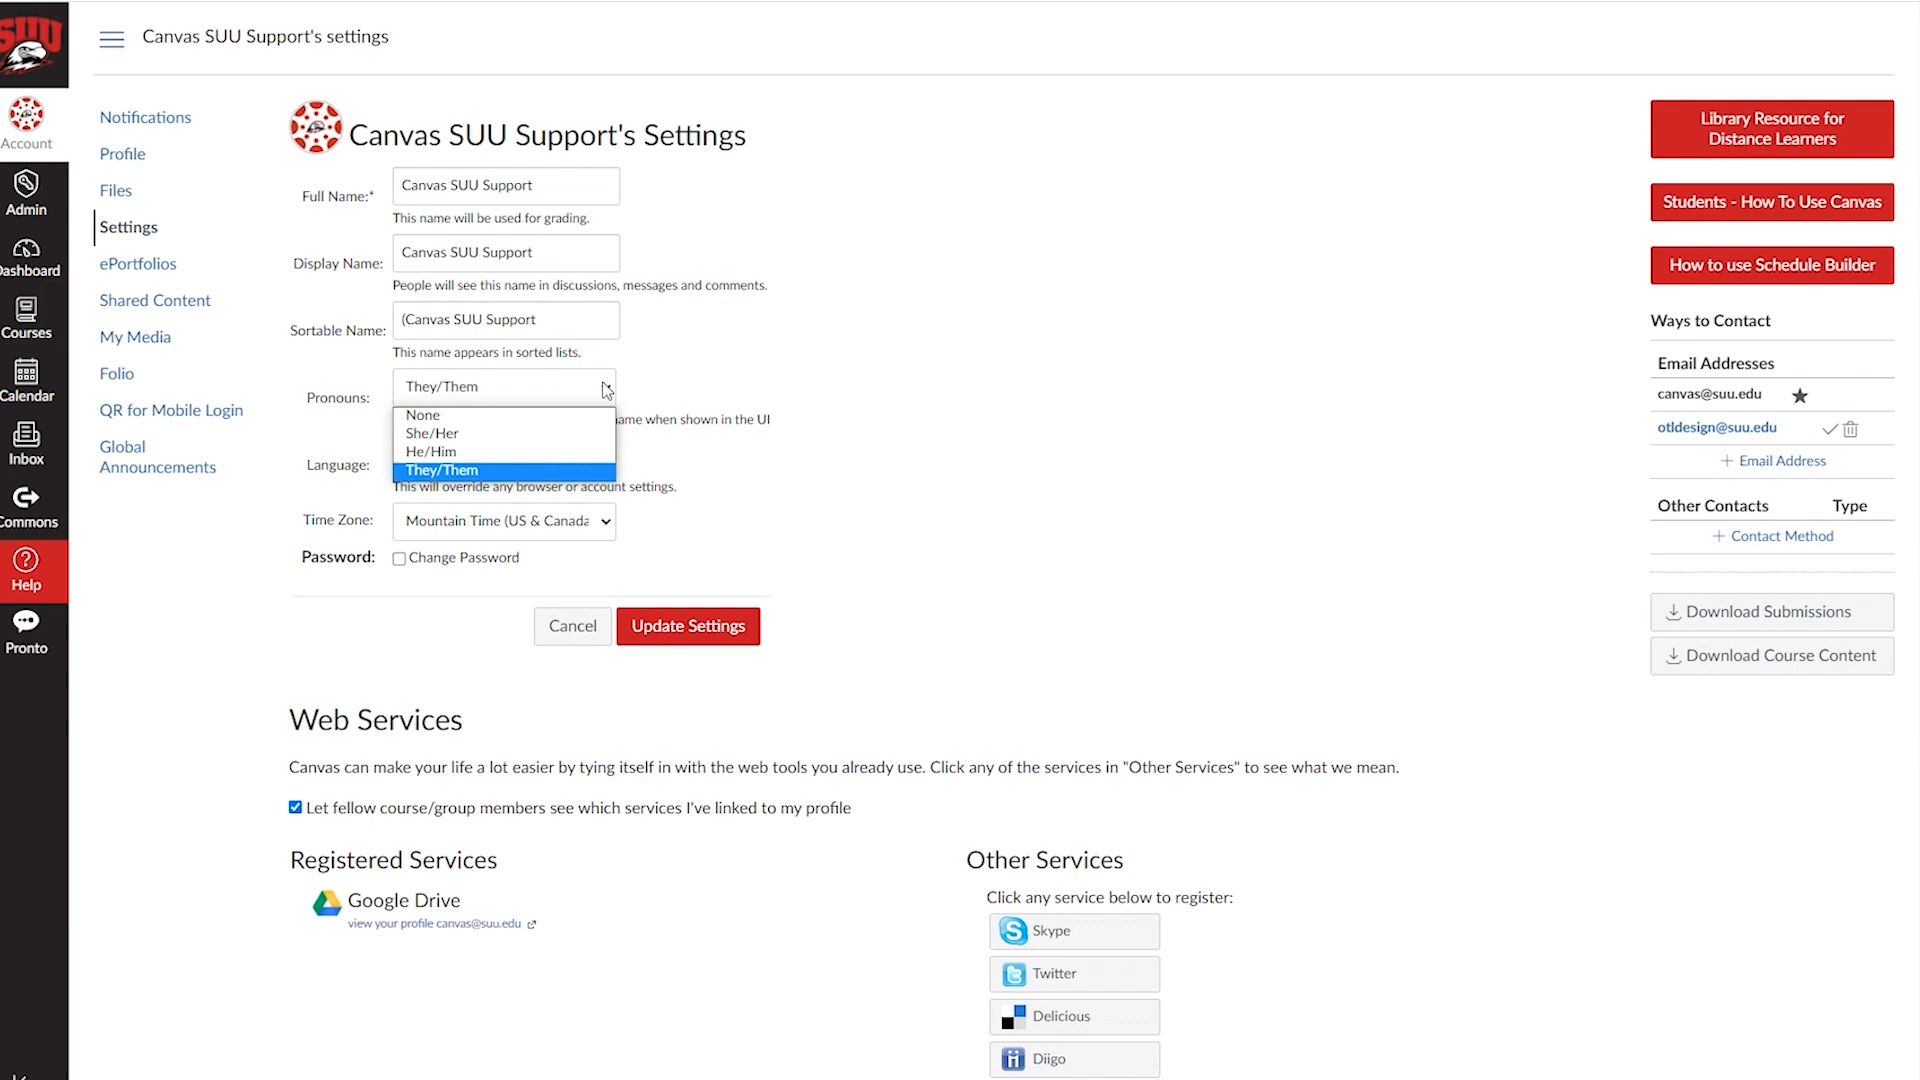 SUU
Canvas SUU Support's settings
Account
Admin
Dashboard
Courses
Calendar
Inbox
Commons
Help
Pronto
Notifications
Profile
Files
Settings
ePortfolios
Shared Content
My Media
Folio
QR for Mobile Login
Global
Announcements
Canvas SUU Support's Settings
Full Name:* Canvas SUU Support
This name will be used for grading.
Display Name: Canvas SUU Support
People will see this name in discussions, messages and comments.
Sortable Name: (Canvas SUU Support
This name appears in sorted lists.
Pronouns: They/Them
None
She/Her
He/Him
They/Them
name when shown in the UI
Language:
This will override any browser or account settings.
Time Zone: Mountain Time (US & Canada
Password: Change Password
Cancel Update Settings
Web Services
Canvas can make your life a lot easier by tying itself in with the web tools you already use. Click any of the services in "Other Services" to see what we mean.
Let fellow course/group members see which services I've linked to my profile
Registered Services
Google Drive
view your profile canvas@suu.edu
Other Services
Click any service below to register:
Skype
Twitter
Delicious
Diigo
Library Resource for
Distance Learners
Students - How To Use Canvas
How to use Schedule Builder
Ways to Contact
Email Addresses
canvas@suu.edu
otldesign@suu.edu
+ Email Address
Other Contacts Type
+ Contact Method
Download Submissions
Download Course Content